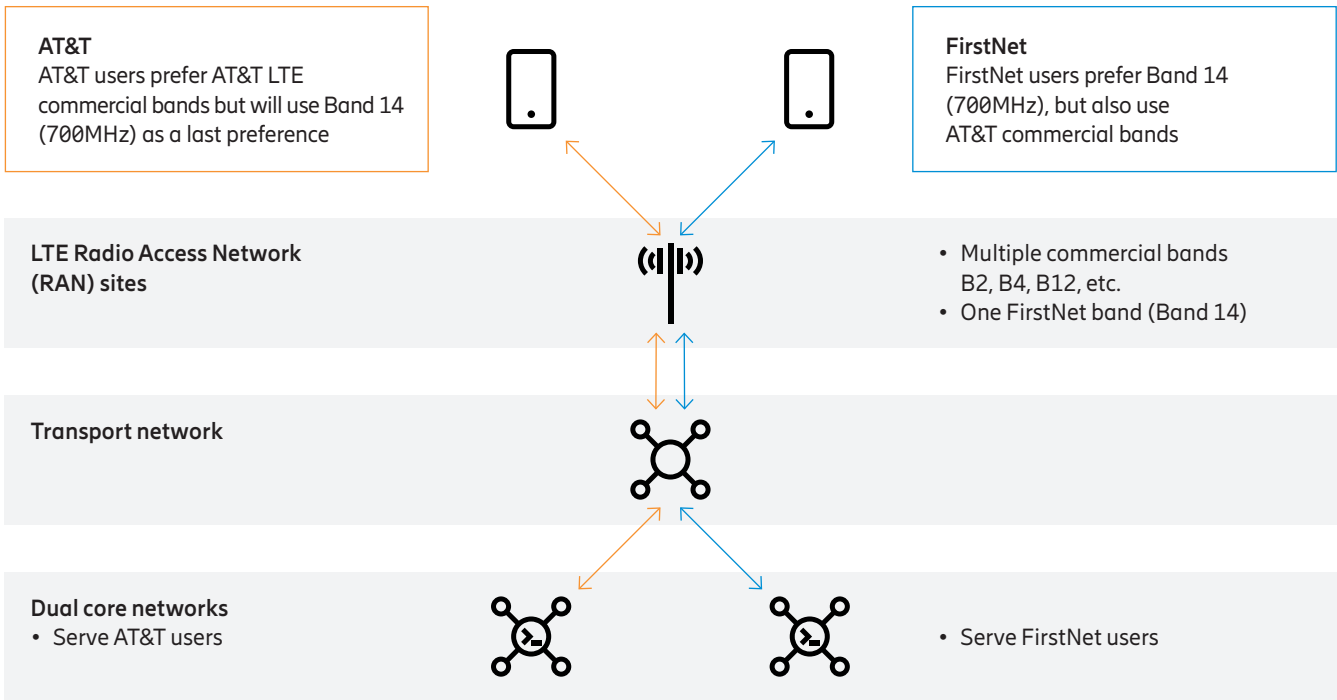 AT&T
AT&T users prefer AT&T LTE
commercial bands but will use Band 14
(700MHz) as a last preference
FirstNet
FirstNet users prefer Band 14
(700MHz), but also use
AT&T commercial bands
LTE Radio Access Network
(RAN) sites
• Multiple commercial bands
B2, B4, B12, etc.
• One FirstNet band (Band 14)
Transport network
Dual core networks
• Serve AT&T users
• Serve FirstNet users